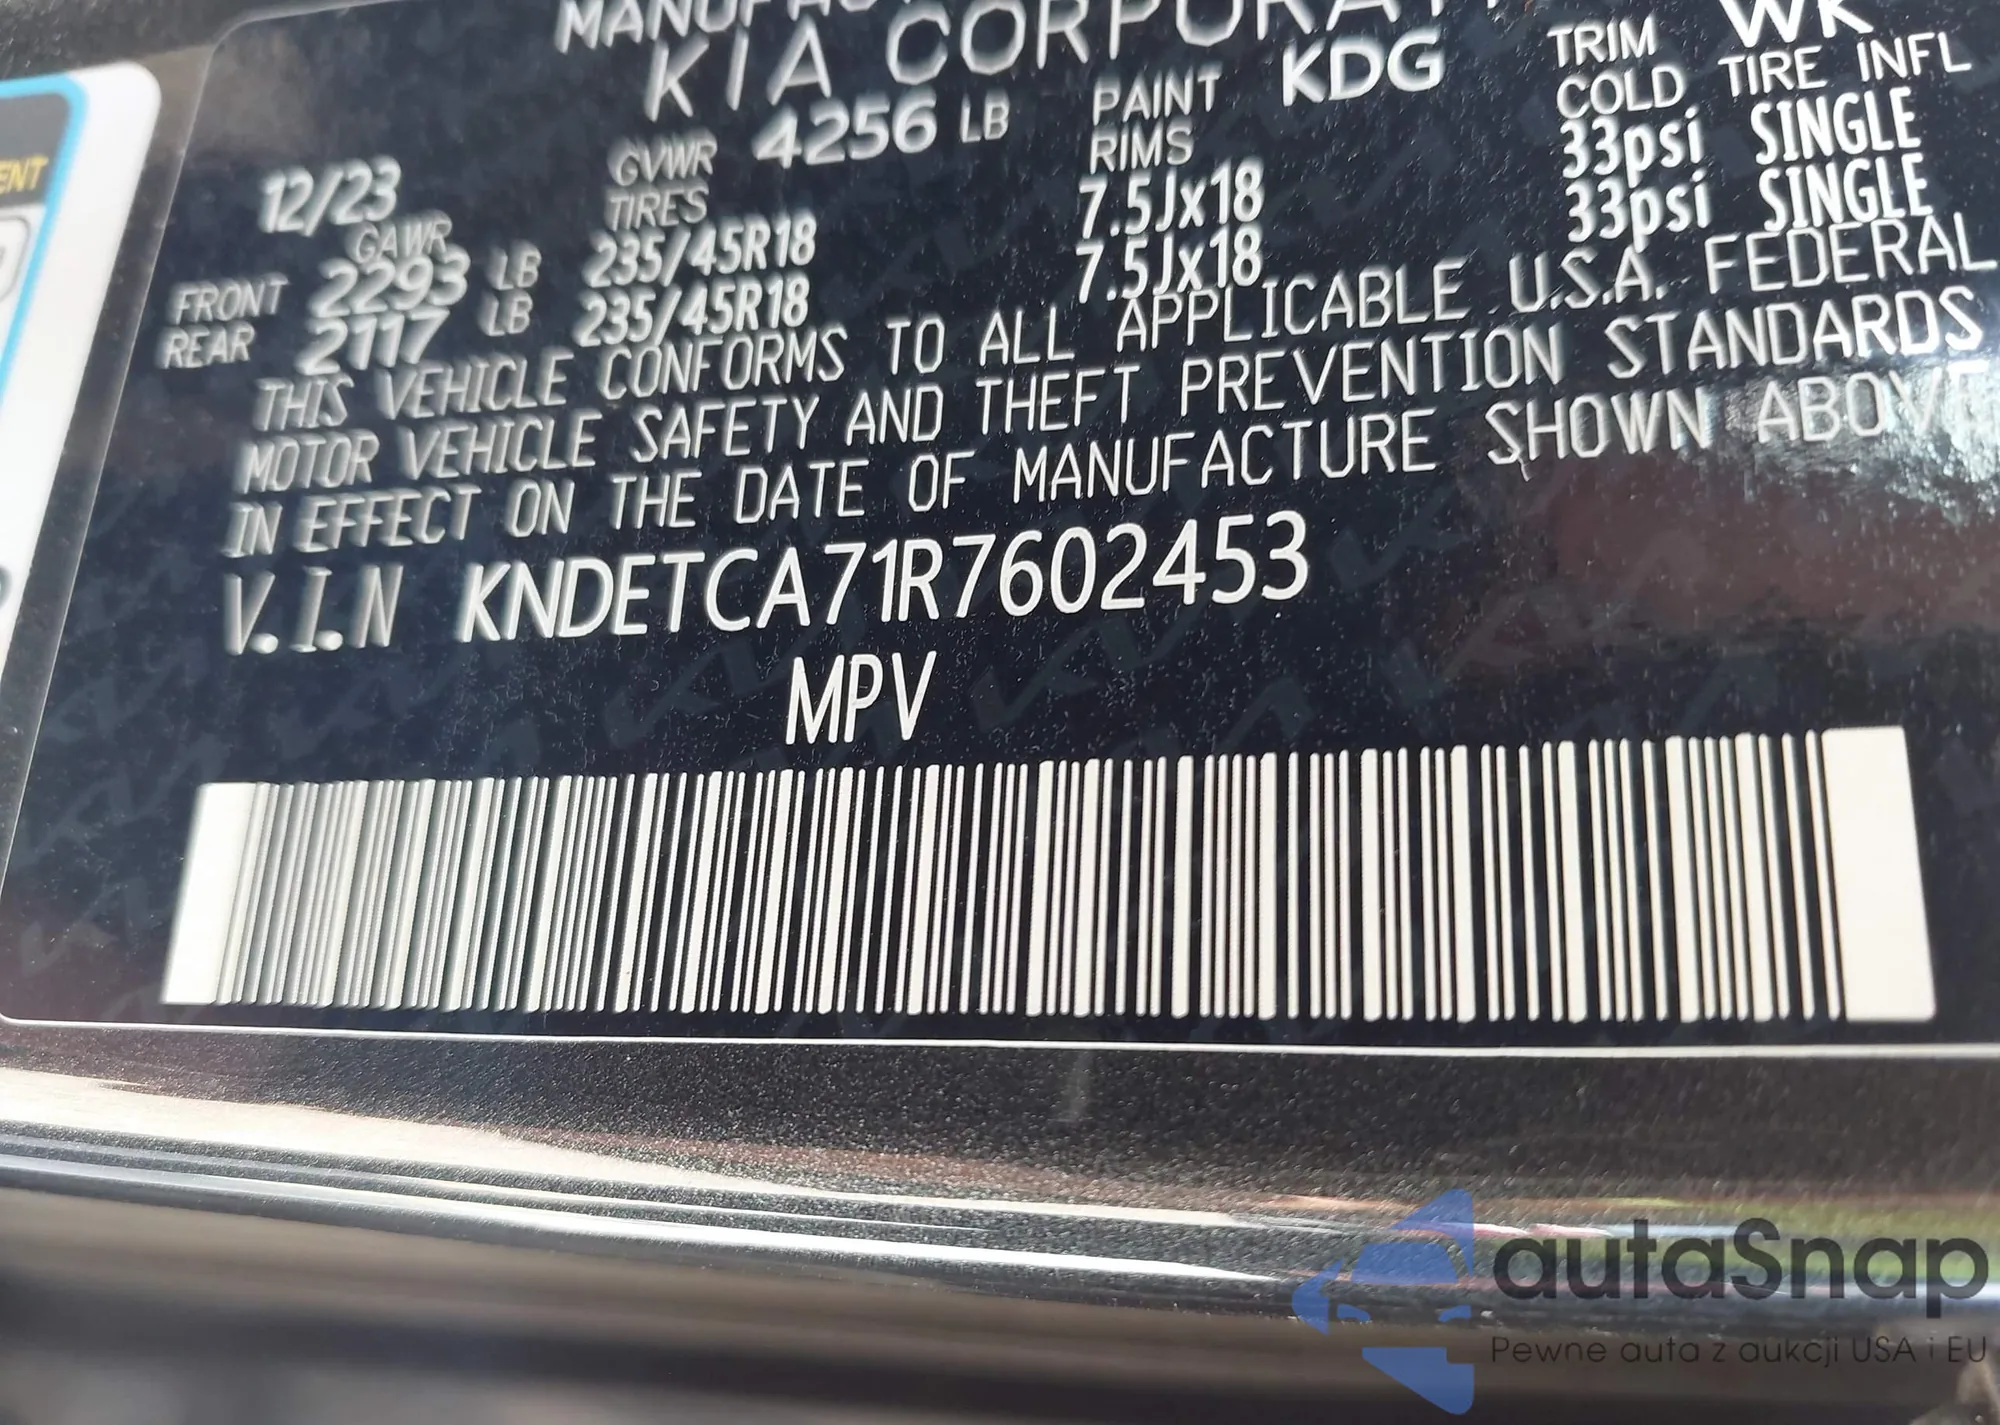 MANUFAC
KIA CORPORAT
12/23 GVWR 4256 LB PAINT KDG TRIM WK
GAWR TIRES RIMS COLD TIRE INFL
FRONT 2293 LB 235/45R18 7.5Jx18 33psi SINGLE
REAR 2117 LB 235/45R18 7.5Jx18 33psi SINGLE
THIS VEHICLE CONFORMS TO ALL APPLICABLE U.S.A. FEDERAL
MOTOR VEHICLE SAFETY AND THEFT PREVENTION STANDARDS
IN EFFECT ON THE DATE OF MANUFACTURE SHOWN ABOVE
V.I.N KNDETCA71R7602453
MPV
ENT
autaSnap
Pewne auta z aukcji USA i EU